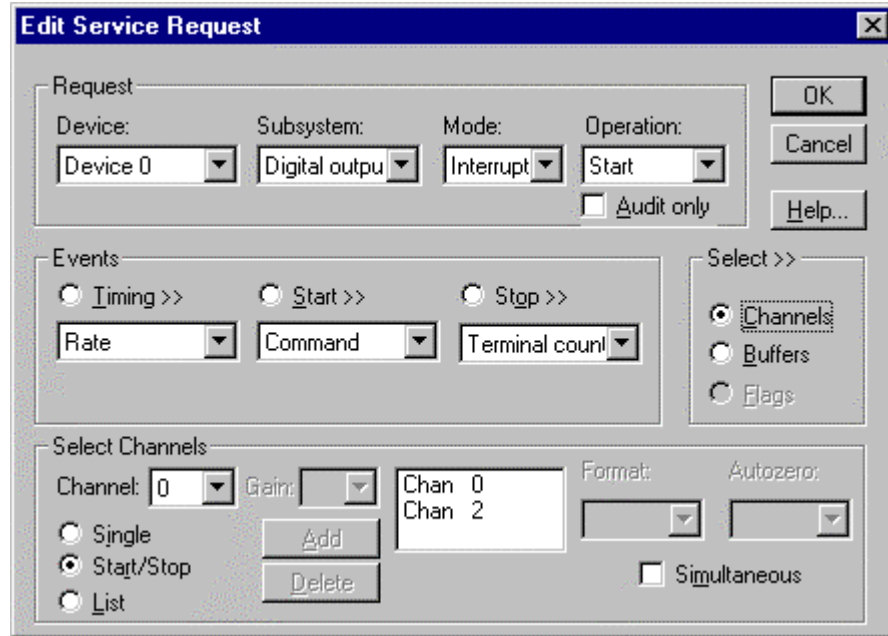 Edit Service Request
Request
OK
Device:
Subsystem:
Mode:
Operation:
Cancel
Device 0
Digital outpu
Interrupt
Start
Audit only
Help...
Events
Select >>
Timing >>
Start >>
Stop >>
Channels
Rate
Command
Terminal count
Buffers
Flags
Select Channels
Channel:
0
Gain:
Chan 0
Chan 2
Format:
Autozero:
Single
Add
Start/Stop
Delete
Simultaneous
List